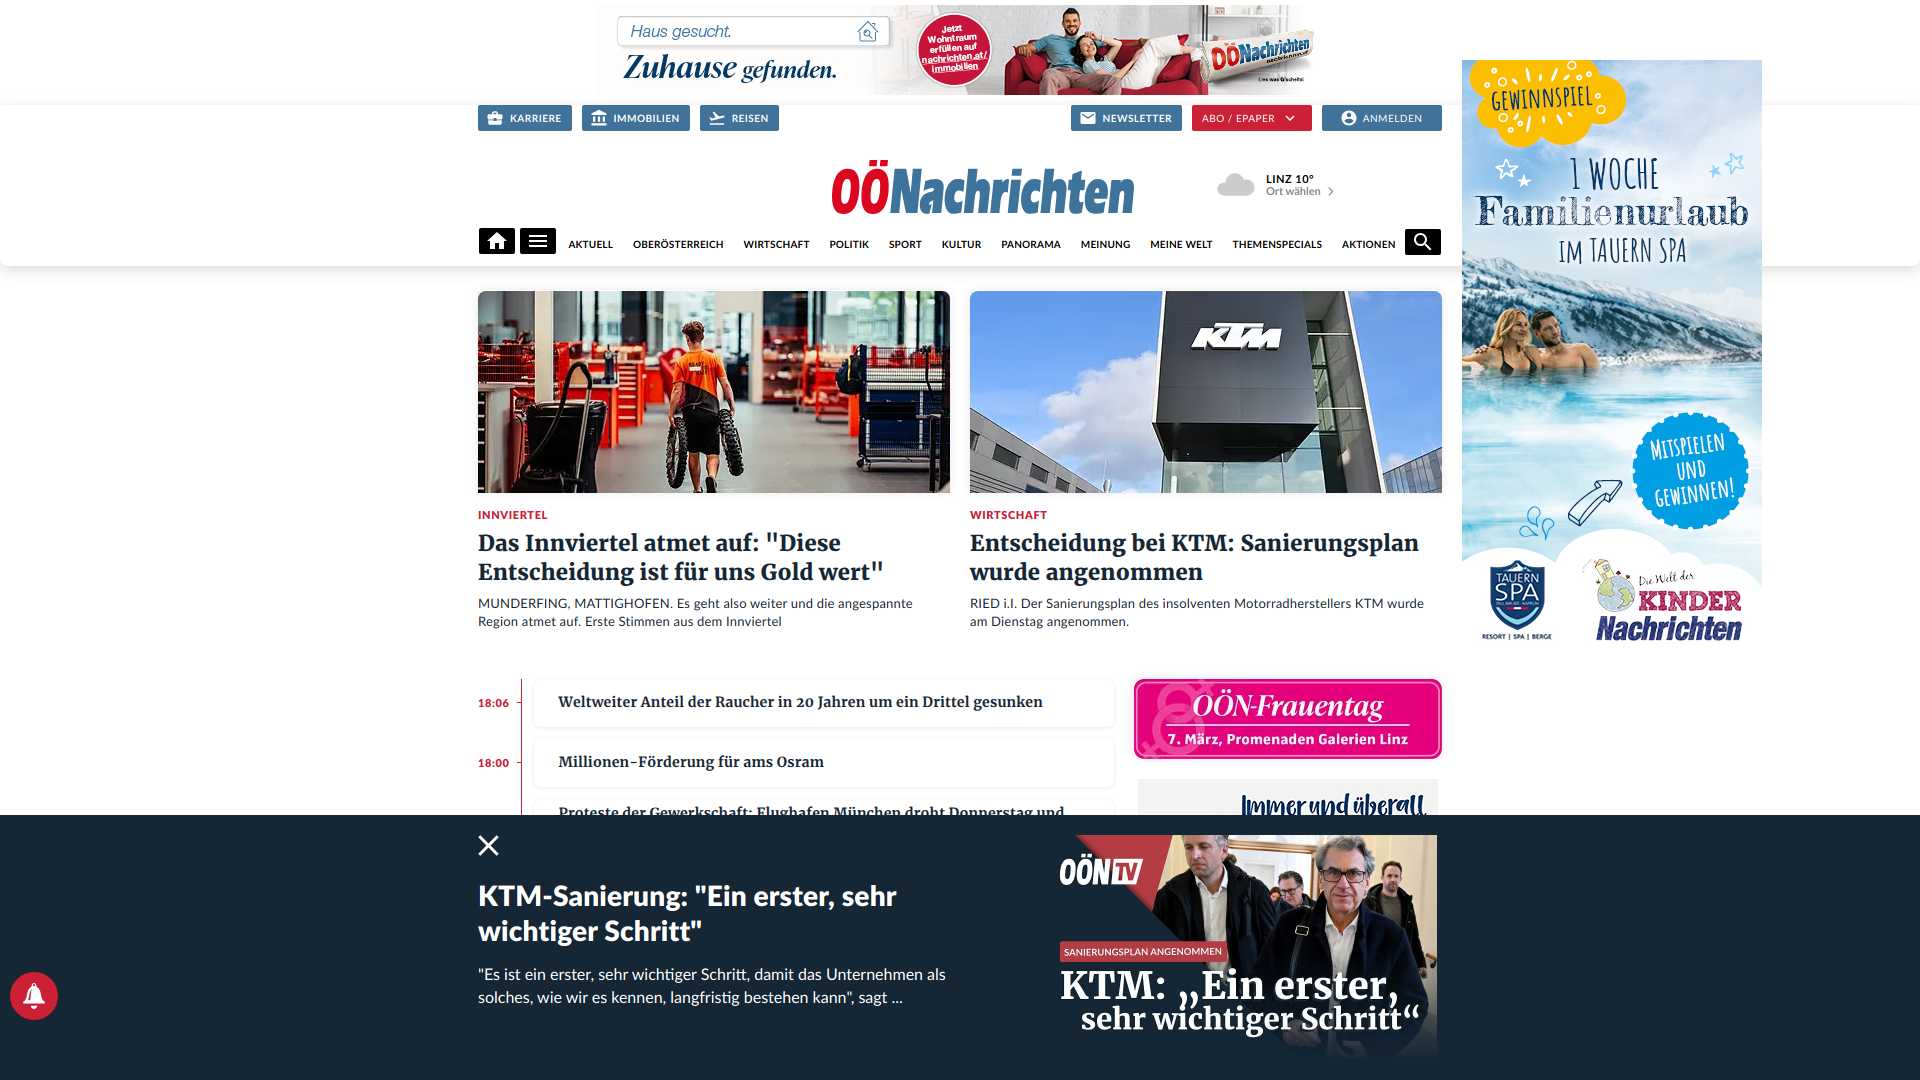 Haus gesucht.
Zuhause gefunden.
Jetzt
Wohntraum
erfüllen auf
nachrichten.at/
immobilien
OÖNachrichten
KARRIERE
IMMOBILIEN
REISEN
NEWSLETTER
ABO / EPAPER
ANMELDEN
OÖNachrichten
LINZ 10°
Ort wählen
AKTUELL
OBERÖSTERREICH
WIRTSCHAFT
POLITIK
SPORT
KULTUR
PANORAMA
MEINUNG
MEINE WELT
THEMENSPECIALS
AKTIONEN
GEWINNSPIEL
1 WOCHE
Familienurlaub
IM TAUERN SPA
MITSPIELEN
UND
GEWINNEN!
TAUERN
SPA
RESORT | SPA | BERGE
Die Welt der
KINDER
Nachrichten
KTM
INNVIERTEL
Das Innviertel atmet auf: "Diese
Entscheidung ist für uns Gold wert"
MUNDERFING, MATTIGHOFEN. Es geht also weiter und die angespannte
Region atmet auf. Erste Stimmen aus dem Innviertel
WIRTSCHAFT
Entscheidung bei KTM: Sanierungsplan
wurde angenommen
RIED i.I. Der Sanierungsplan des insolventen Motorradherstellers KTM wurde
am Dienstag angenommen.
18:06
Weltweiter Anteil der Raucher in 20 Jahren um ein Drittel gesunken
18:00
Millionen-Förderung für ams Osram
Proteste der Gewerkschaft: Flughafen München droht Donnerstag und
OÖN-Frauentag
7. März, Promenaden Galerien Linz
Immer und überall
KTM-Sanierung: "Ein erster, sehr
wichtiger Schritt"
"Es ist ein erster, sehr wichtiger Schritt, damit das Unternehmen als
solches, wie wir es kennen, langfristig bestehen kann", sagt ...
OÖN TV
SANIERUNGSPLAN ANGENOMMEN
KTM: „Ein erster,
sehr wichtiger Schritt“